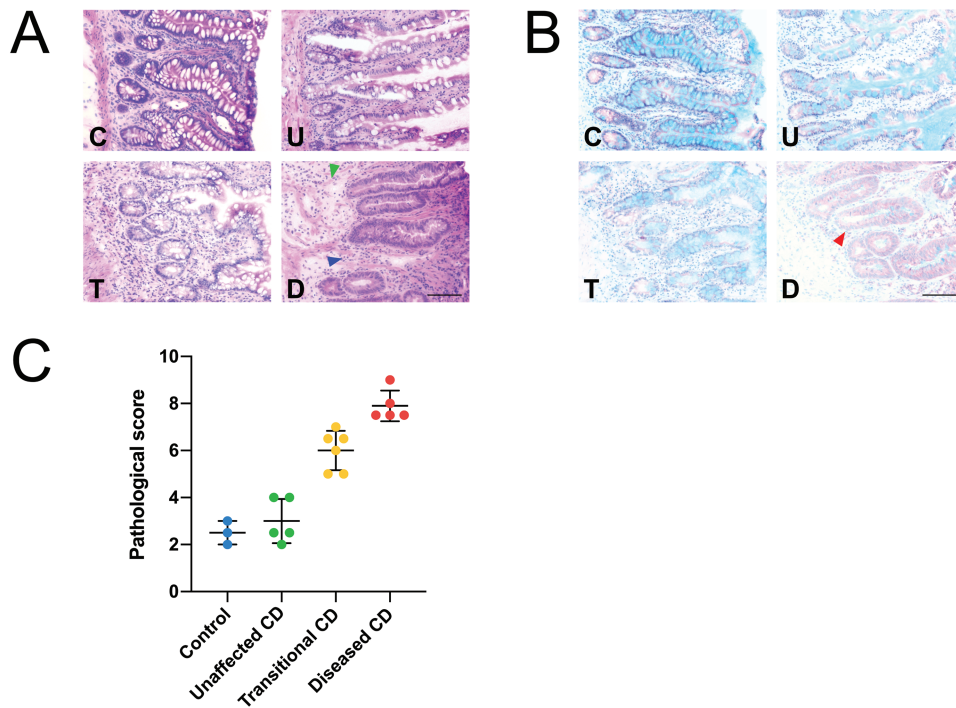 A
C
U
T
D
B
C
U
T
D
C
Pathological score
10
8
6
4
2
0
Control
Unaffected CD
Transitional CD
Diseased CD